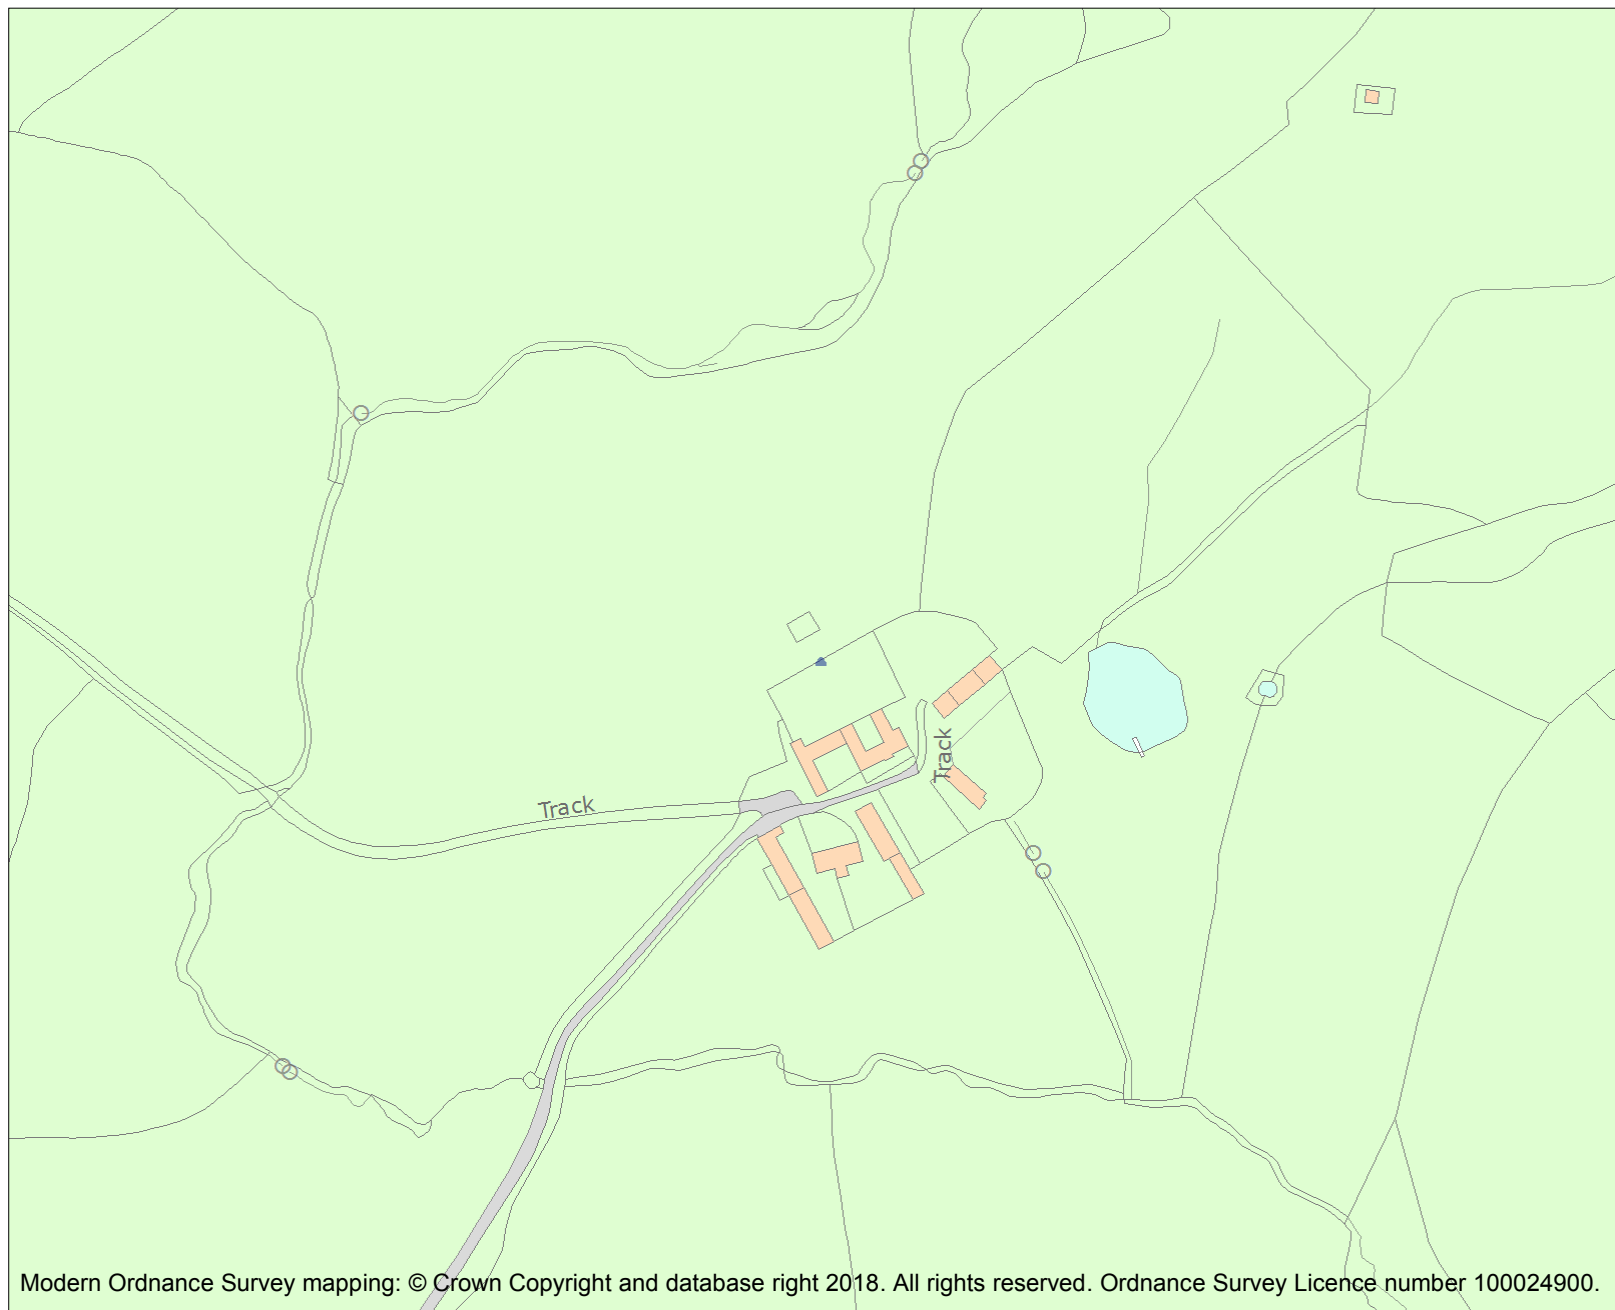 Track
Track
Modern Ordnance Survey mapping: © Crown Copyright and database right 2018. All rights reserved. Ordnance Survey Licence number 100024900.